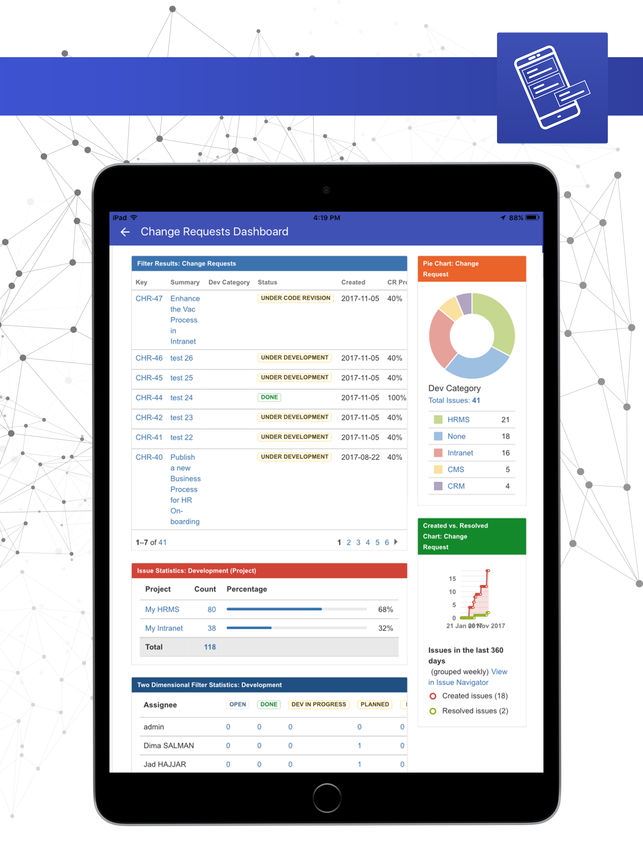 iPad 4:19 PM 88%
Change Requests Dashboard
Filter Results: Change Requests
Key Summary Dev Category Status Created CR Pro
CHR-47 Enhance UNDER CODE REVISION 2017-11-05 40%
the Vac
Process
in
Intranet
CHR-46 test 26 UNDER DEVELOPMENT 2017-11-05 40%
CHR-45 test 25 UNDER DEVELOPMENT 2017-11-05 40%
CHR-44 test 24 DONE 2017-11-05 100%
CHR-42 test 23 UNDER DEVELOPMENT 2017-11-05 40%
CHR-41 test 22 UNDER DEVELOPMENT 2017-11-05 40%
CHR-40 Publish UNDER DEVELOPMENT 2017-08-22 40%
a new
Business
Process
for HR
On-
boarding
1–7 of 41 1 2 3 4 5 6
Issue Statistics: Development (Project)
Project Count Percentage
My HRMS 80 68%
My Intranet 38 32%
Total 118
Two Dimensional Filter Statistics: Development
Assignee OPEN DONE DEV IN PROGRESS PLANNED
admin 0 0 0 0 0
Dima SALMAN 0 0 0 1 0
Jad HAJJAR 0 0 0 1 0
Pie Chart: Change
Request
Dev Category
Total Issues: 41
HRMS 21
None 18
Intranet 16
CMS 5
CRM 4
Created vs. Resolved
Chart: Change
Request
15
10
5
0
21 Jan 2017 Nov 2017
Issues in the last 360
days
(grouped weekly) View
in Issue Navigator
Created issues (18)
Resolved issues (2)